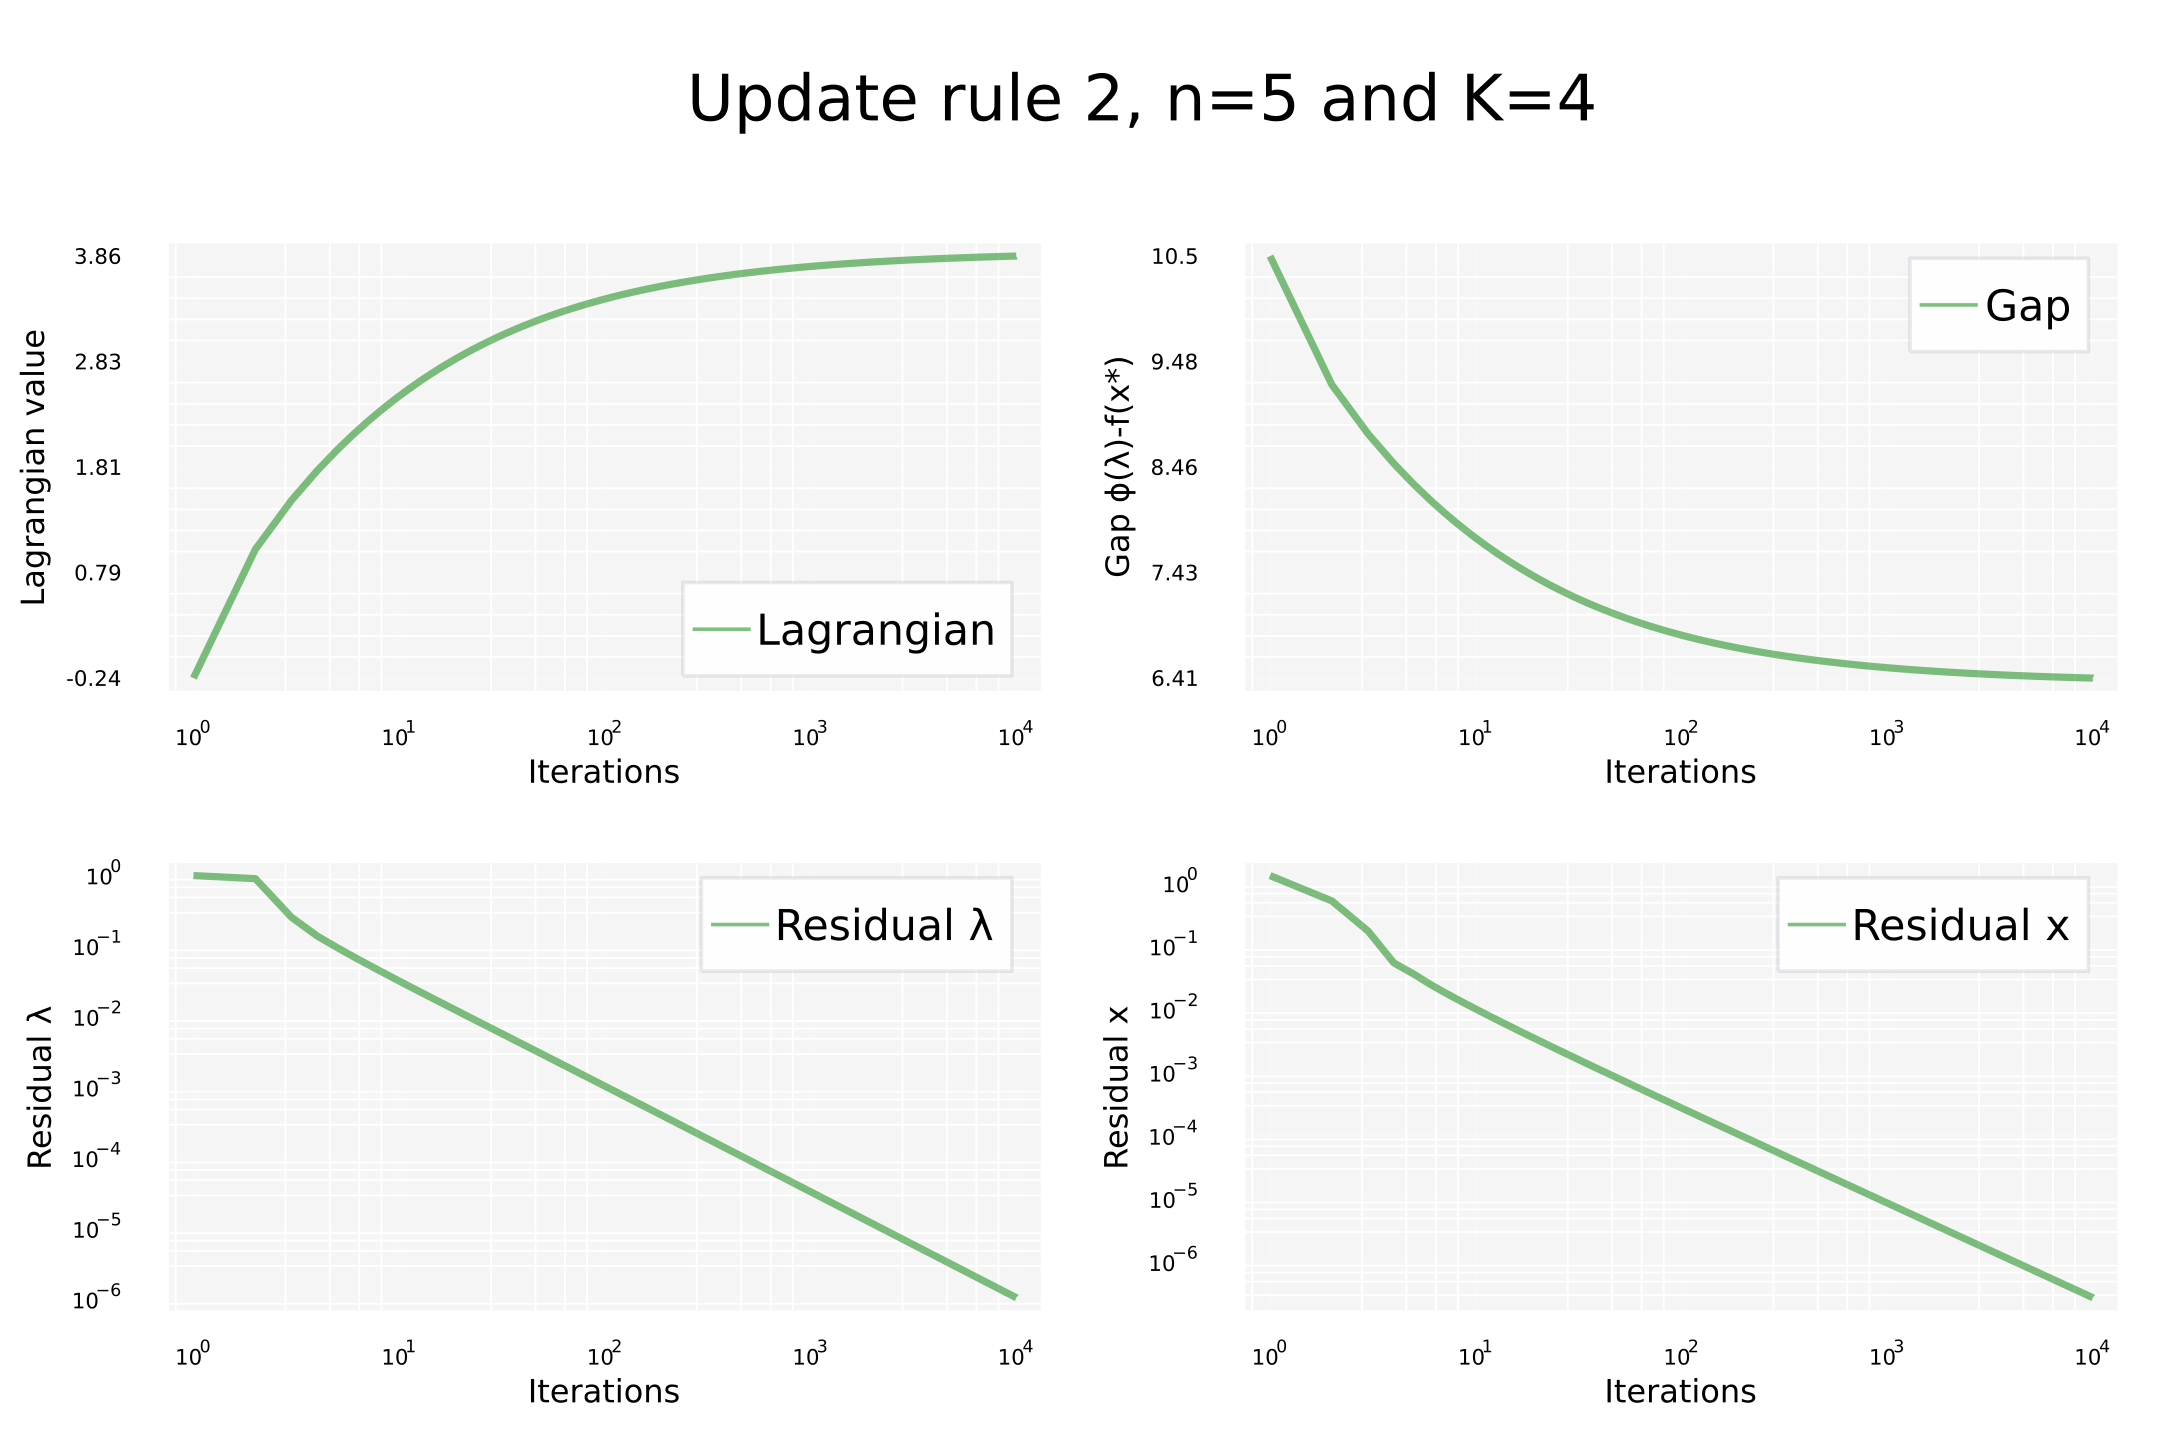 Update rule 2, n=5 and K=4
Lagrangian value
3.86
2.83
1.81
0.79
-0.24
Lagrangian
10⁰ 10¹ 10² 10³ 10⁴
Iterations
Gap ϕ(λ)-f(x*)
10.5
9.48
8.46
7.43
6.41
Gap
10⁰ 10¹ 10² 10³ 10⁴
Iterations
Residual λ
10⁰
10⁻¹
10⁻²
10⁻³
10⁻⁴
10⁻⁵
10⁻⁶
Residual λ
10⁰ 10¹ 10² 10³ 10⁴
Iterations
Residual x
10⁰
10⁻¹
10⁻²
10⁻³
10⁻⁴
10⁻⁵
10⁻⁶
Residual x
10⁰ 10¹ 10² 10³ 10⁴
Iterations